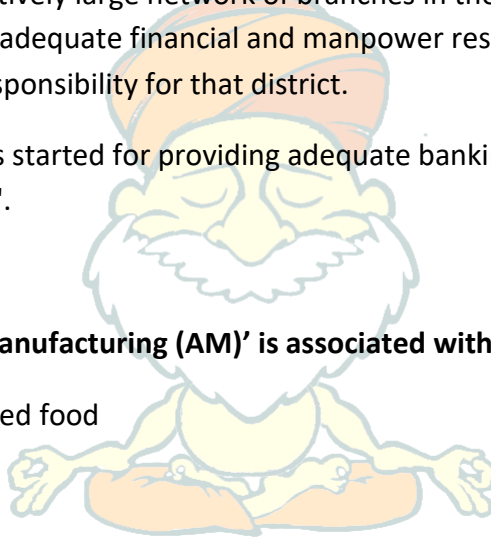 tively large network of branches in the
adequate financial and manpower res
sponsibility for that district.
s started for providing adequate banki
'.
anufacturing (AM)’ is associated with
ed food